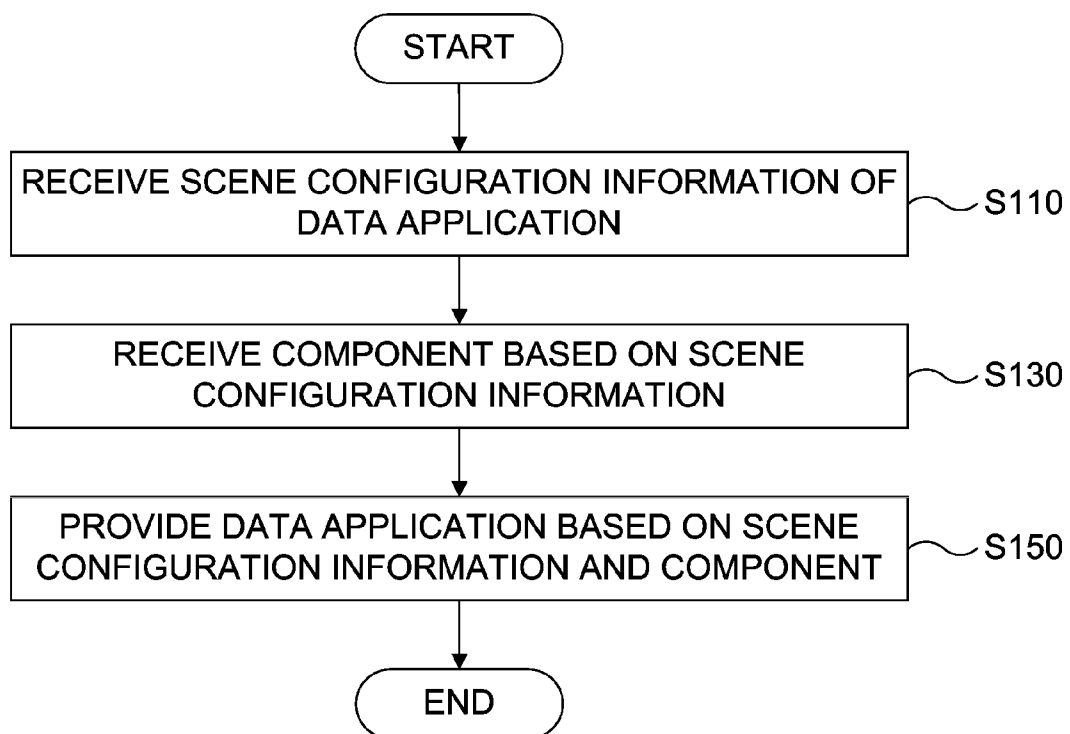 START
RECEIVE SCENE CONFIGURATION INFORMATION OF
DATA APPLICATION
S110
RECEIVE COMPONENT BASED ON SCENE
CONFIGURATION INFORMATION
S130
PROVIDE DATA APPLICATION BASED ON SCENE
CONFIGURATION INFORMATION AND COMPONENT
S150
END